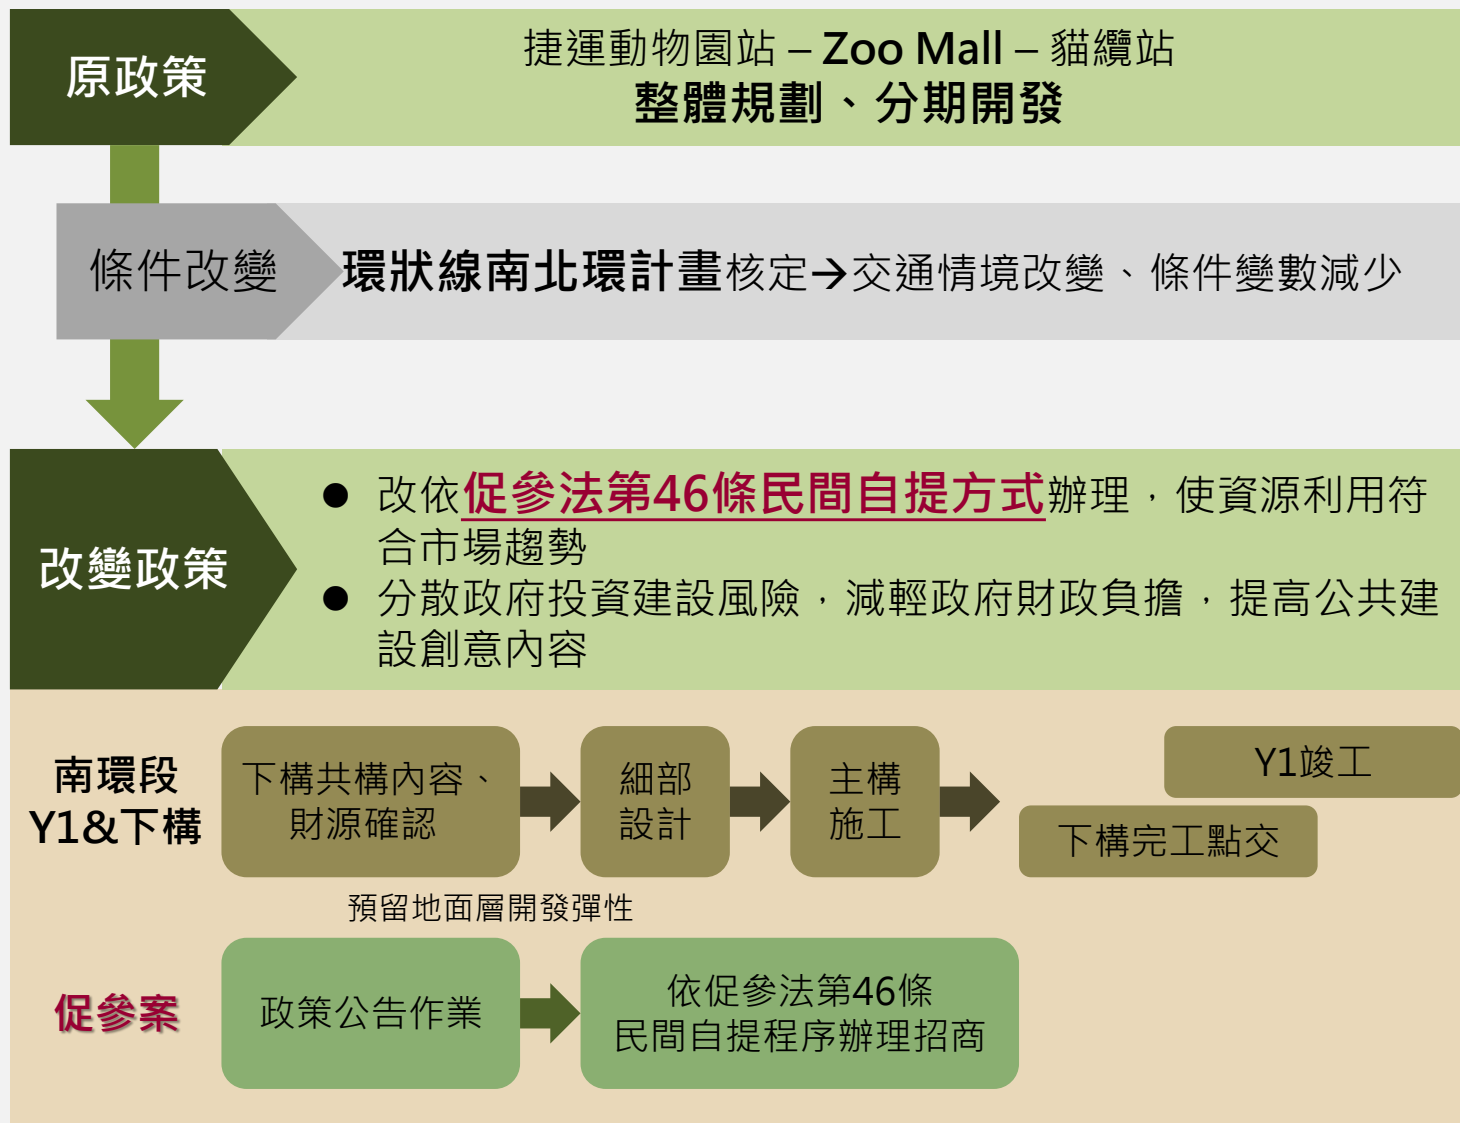 原政策
捷運動物園站 – Zoo Mall – 貓纜站
整體規劃、分期開發
條件改變
環狀線南北環計畫核定→交通情境改變、條件變數減少
改變政策
● 改依促參法第46條民間自提方式辦理，使資源利用符
合市場趨勢
● 分散政府投資建設風險，減輕政府財政負擔，提高公共建
設創意內容
南環段
Y1&下構
下構共構內容、
財源確認
細部
設計
主構
施工
Y1竣工
下構完工點交
預留地面層開發彈性
促參案
政策公告作業
依促參法第46條
民間自提程序辦理招商